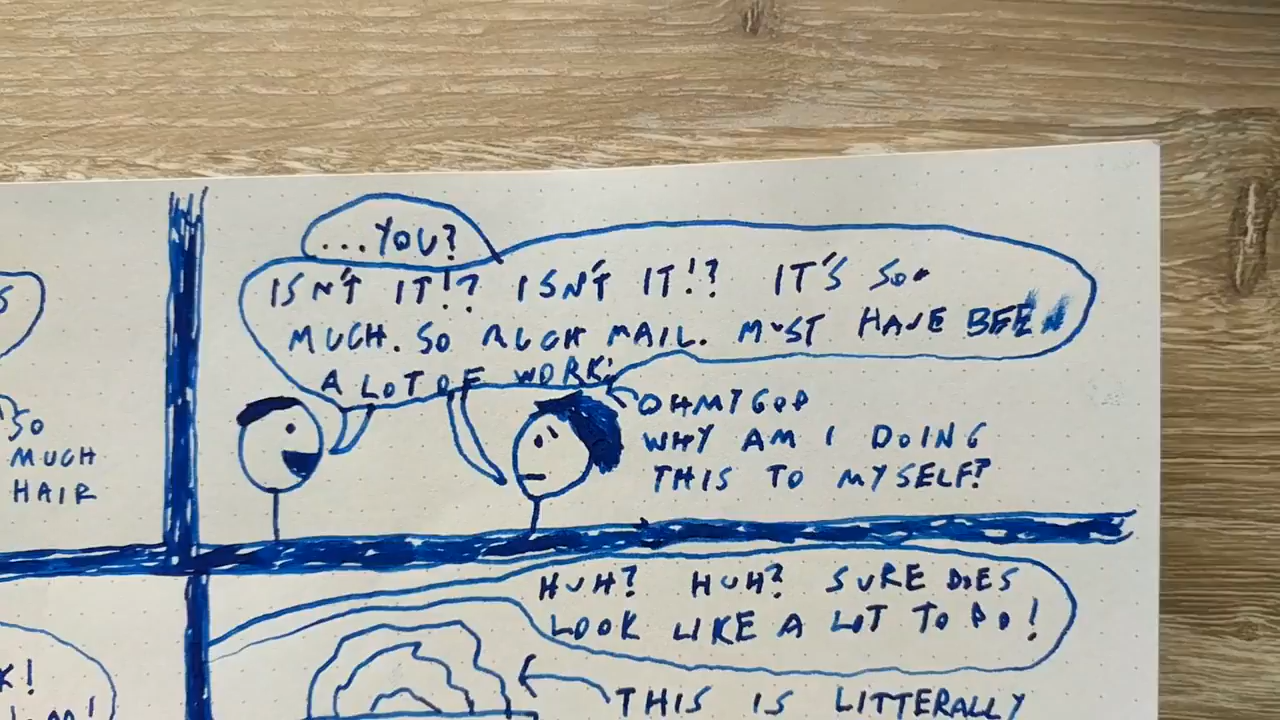 ...YOU?
ISN'T IT!? ISN'T IT!? IT'S SO
MUCH. SO MUCH MAIL. MUST HAVE BEEN
A LOT OF WORK!
SO
MUCH
HAIR
OHMYGOD
WHY AM I DOING
THIS TO MYSELF?
HUH? HUH? SURE DOES
LOOK LIKE A LOT TO DO!
THIS IS LITTERALLY